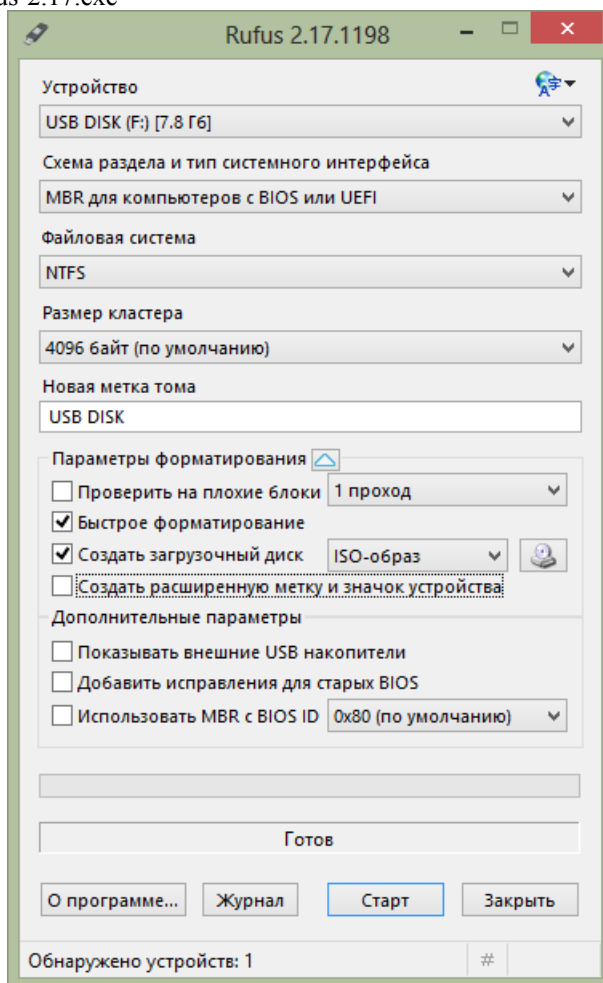 us-2.17.exe
Rufus 2.17.1198
Устройство
USB DISK (F:) [7.8 Гб]
Схема раздела и тип системного интерфейса
MBR для компьютеров с BIOS или UEFI
Файловая система
NTFS
Размер кластера
4096 байт (по умолчанию)
Новая метка тома
USB DISK
Параметры форматирования
Проверить на плохие блоки 1 проход
Быстрое форматирование
Создать загрузочный диск ISO-образ
Создать расширенную метку и значок устройства
Дополнительные параметры
Показывать внешние USB накопители
Добавить исправления для старых BIOS
Использовать MBR с BIOS ID 0x80 (по умолчанию)
Готов
О программе... Журнал Старт Закрыть
Обнаружено устройств: 1 #